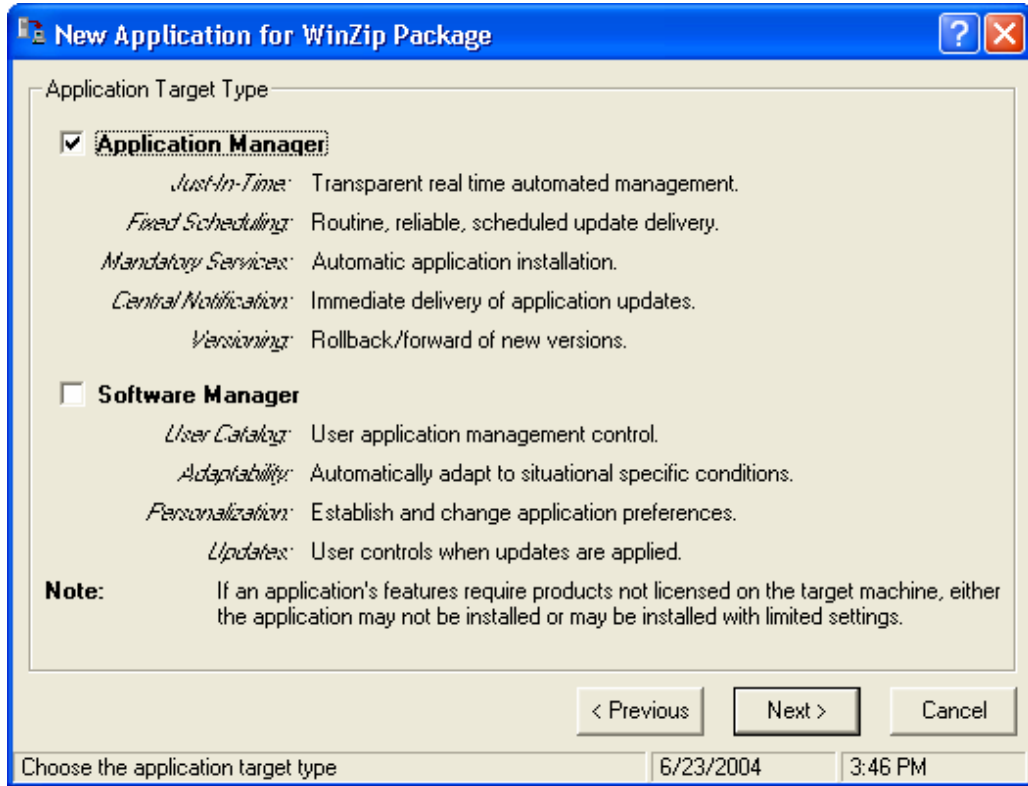 New Application for WinZip Package
Application Target Type
Application Manager
Just-In-Time: Transparent real time automated management.
Fixed Scheduling: Routine, reliable, scheduled update delivery.
Mandatory Services: Automatic application installation.
Central Notification: Immediate delivery of application updates.
Versioning: Rollback/forward of new versions.
Software Manager
User Catalog: User application management control.
Adaptability: Automatically adapt to situational specific conditions.
Personalization: Establish and change application preferences.
Updates: User controls when updates are applied.
Note: If an application's features require products not licensed on the target machine, either
the application may not be installed or may be installed with limited settings.
< Previous Next > Cancel
Choose the application target type 6/23/2004 3:46 PM